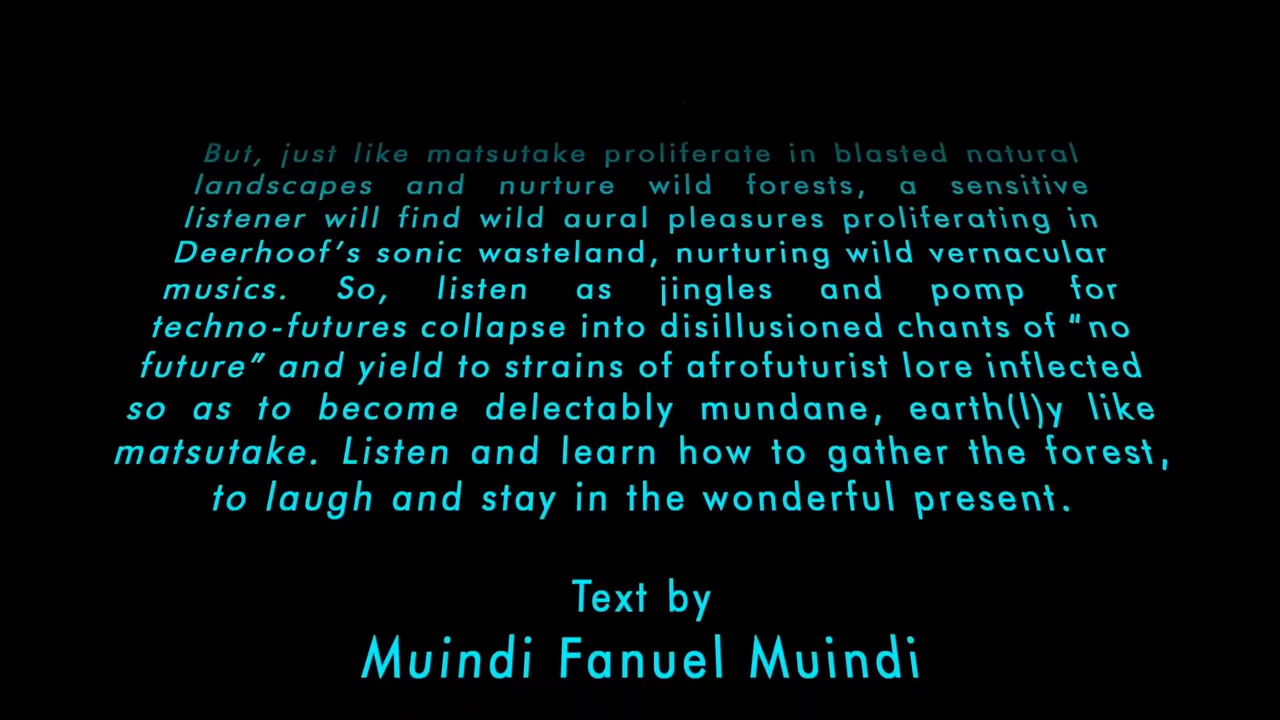 But, just like matsutake proliferate in blasted natural
landscapes and nurture wild forests, a sensitive
listener will find wild aural pleasures proliferating in
Deerhoof’s sonic wasteland, nurturing wild vernacular
musics. So, listen as jingles and pomp for
techno-futures collapse into disillusioned chants of “no
future” and yield to strains of afrofuturist lore inflected
so as to become delectably mundane, earth(l)y like
matsutake. Listen and learn how to gather the forest,
to laugh and stay in the wonderful present.
Text by
Muindi Fanuel Muindi